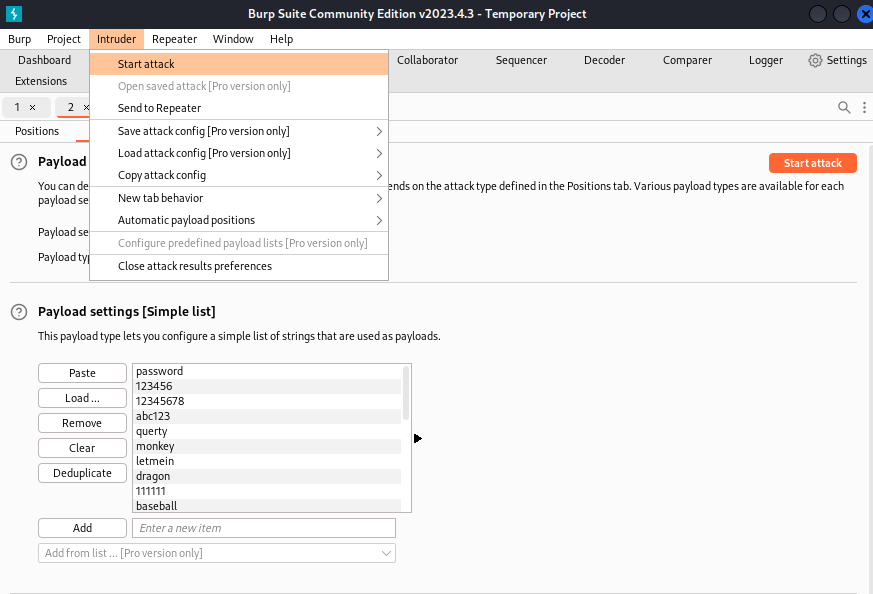 Burp Suite Community Edition v2023.4.3 - Temporary Project
Burp Project Intruder Repeater Window Help
Dashboard Collaborator Sequencer Decoder Comparer Logger Settings
Extensions
1 × 2 ×
Positions
Start attack
Open saved attack [Pro version only]
Send to Repeater
Save attack config [Pro version only]
Load attack config [Pro version only]
Copy attack config
New tab behavior
Automatic payload positions
Configure predefined payload lists [Pro version only]
Close attack results preferences
Payload
Start attack
You can de
ends on the attack type defined in the Positions tab. Various payload types are available for each
payload se
Payload se
Payload typ
Payload settings [Simple list]
This payload type lets you configure a simple list of strings that are used as payloads.
Paste
Load ...
Remove
Clear
Deduplicate
password
123456
12345678
abc123
querty
monkey
letmein
dragon
111111
baseball
Add Enter a new item
Add from list ... [Pro version only]